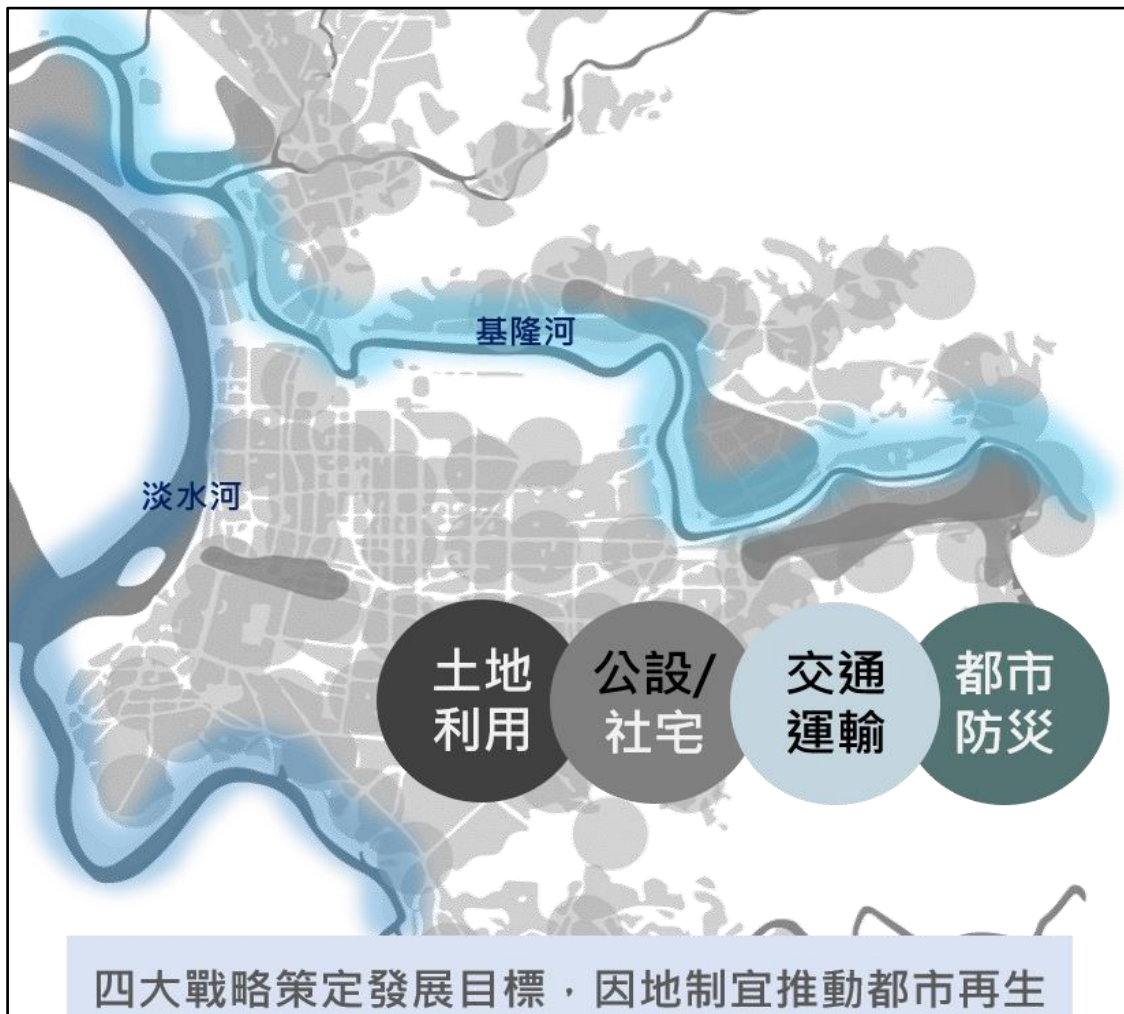 基隆河
淡水河
土地
利用
公設/
社宅
交通
運輸
都市
防災
四大戰略策定發展目標，因地制宜推動都市再生